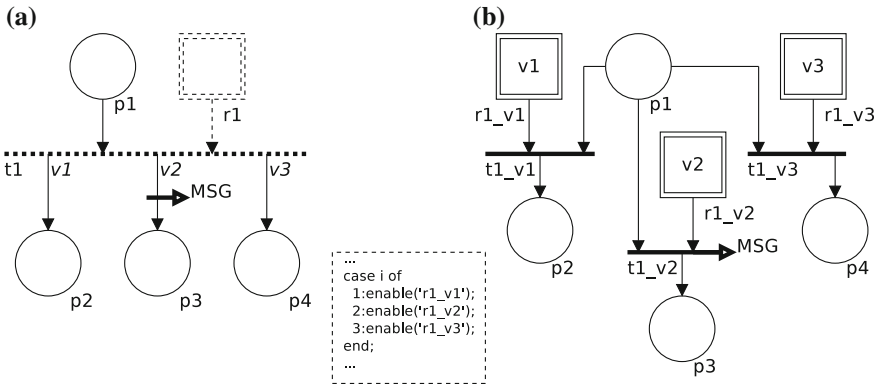 (a)
p1
r1
t1
v1
v2
v3
MSG
p2
p3
p4
...
case i of
1:enable('r1_v1');
2:enable('r1_v2');
3:enable('r1_v3');
end;
...
(b)
v1
p1
v3
r1_v1
r1_v3
t1_v1
v2
t1_v3
r1_v2
MSG
p2
t1_v2
p4
p3